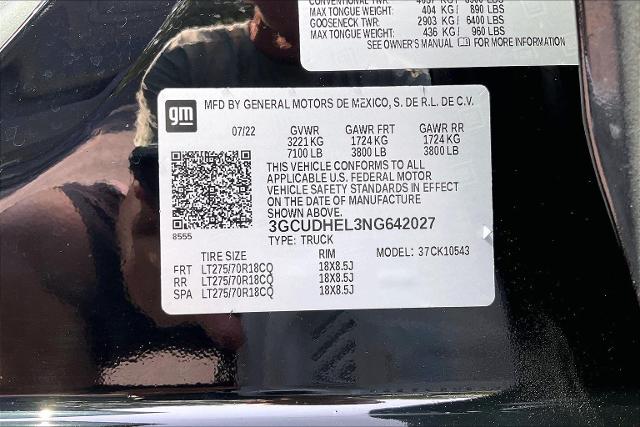 MAX TONGUE WEIGHT: 404 KG/ 890 LBS
GOOSENECK TWR: 2903 KG/ 6400 LBS
MAX TONGUE WEIGHT: 436 KG/ 960 LBS
SEE OWNER'S MANUAL FOR MORE INFORMATION
gm
MFD BY GENERAL MOTORS DE MEXICO, S. DE R.L. DE C.V.
07/22 GVWR GAWR FRT GAWR RR
3221 KG 1724 KG 1724 KG
7100 LB 3800 LB 3800 LB
THIS VEHICLE CONFORMS TO ALL
APPLICABLE U.S. FEDERAL MOTOR
VEHICLE SAFETY STANDARDS IN EFFECT
ON THE DATE OF MANUFACTURE
SHOWN ABOVE.
3GCUDHEL3NG642027
8555
TYPE: TRUCK
TIRE SIZE RIM MODEL: 37CK10543
FRT LT275/70R18CQ 18X8.5J
RR LT275/70R18CQ 18X8.5J
SPA LT275/70R18CQ 18X8.5J